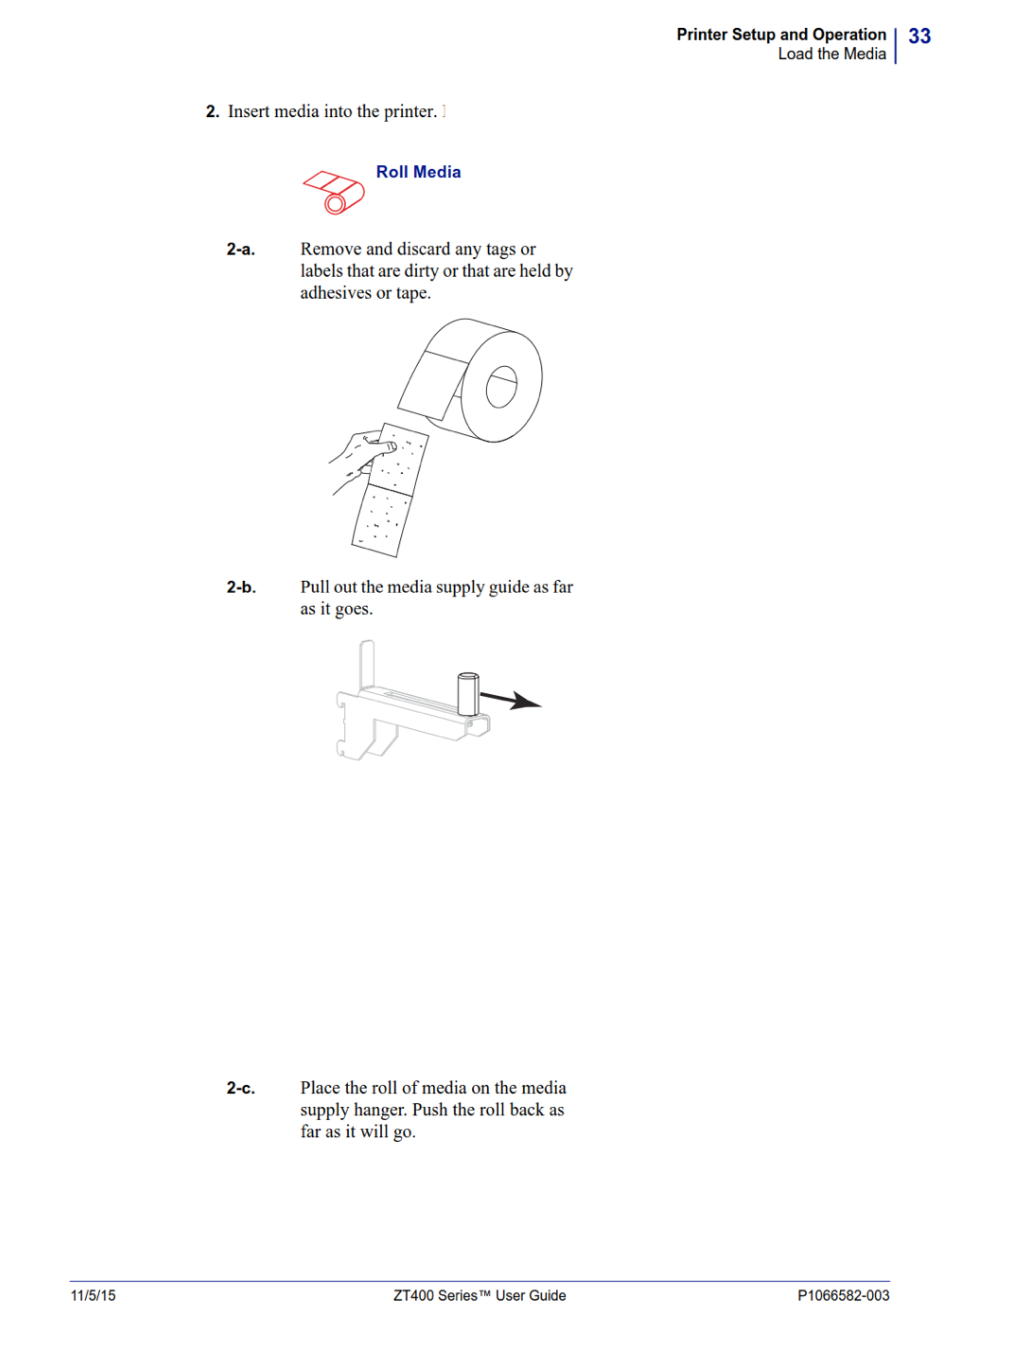 Printer Setup and Operation 33
Load the Media
2. Insert media into the printer.
Roll Media
2-a. Remove and discard any tags or
labels that are dirty or that are held by
adhesives or tape.
2-b. Pull out the media supply guide as far
as it goes.
2-c. Place the roll of media on the media
supply hanger. Push the roll back as
far as it will go.
11/5/15 ZT400 Series™ User Guide P1066582-003